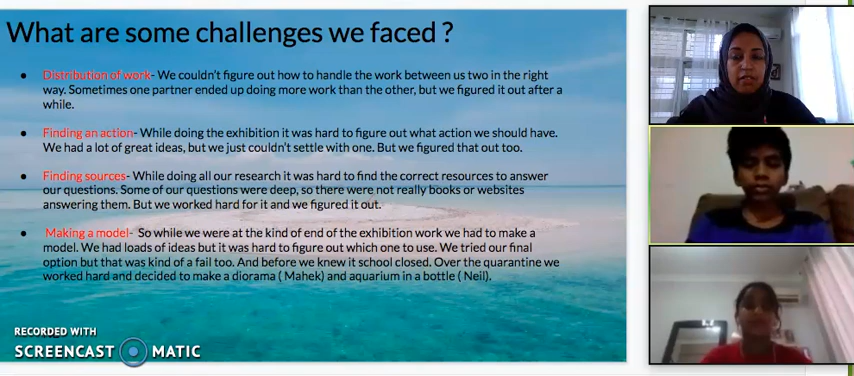 What are some challenges we faced ?
● Distribution of work- We couldn't figure out how to handle the work between us two in the right
way. Sometimes one partner ended up doing more work than the other, but we figured it out after a
while.
● Finding an action- While doing the exhibition it was hard to figure out what action we should have.
We had a lot of great ideas, but we just couldn't settle with one. But we figured that out too.
● Finding sources- While doing all our research it was hard to find the correct resources to answer
our questions. Some of our questions were deep, so there were not really books or websites
answering them. But we worked hard for it and we figured it out.
● Making a model- So while we were at the kind of end of the exhibition work we had to make a
model. We had loads of ideas but it was hard to figure out which one to use. We tried our final
option but that was kind of a fail too. And before we knew it school closed. Over the quarantine we
worked hard and decided to make a diorama ( Mahek) and aquarium in a bottle ( Neil).
RECORDED WITH
SCREENCAST MATIC